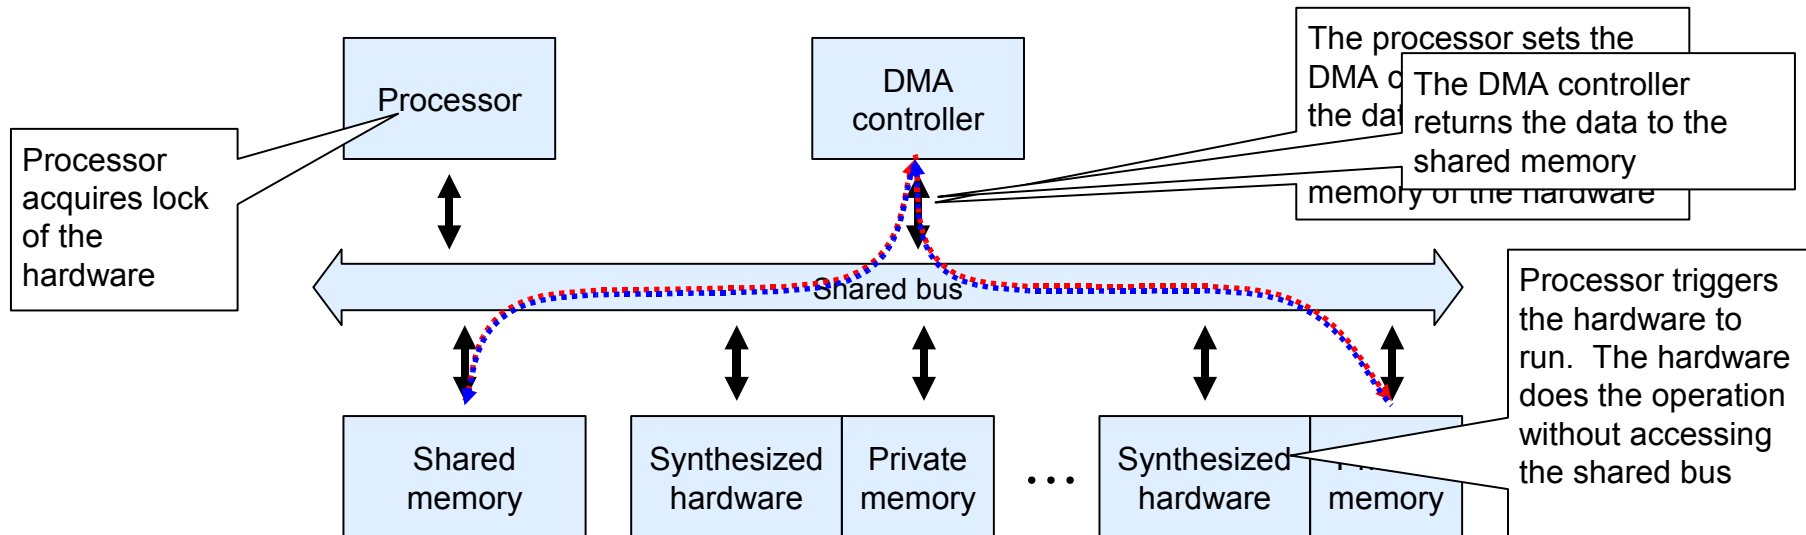 Processor
acquires lock
of the
hardware
Processor
DMA
controller
The processor sets the
DMA
the
memory of the hardware
The DMA controller
returns the data to the
shared memory
Shared bus
Processor triggers
the hardware to
run. The hardware
does the operation
without accessing
the shared bus
Shared
memory
Synthesized
hardware
Private
memory
...
Synthesized
hardware
memory